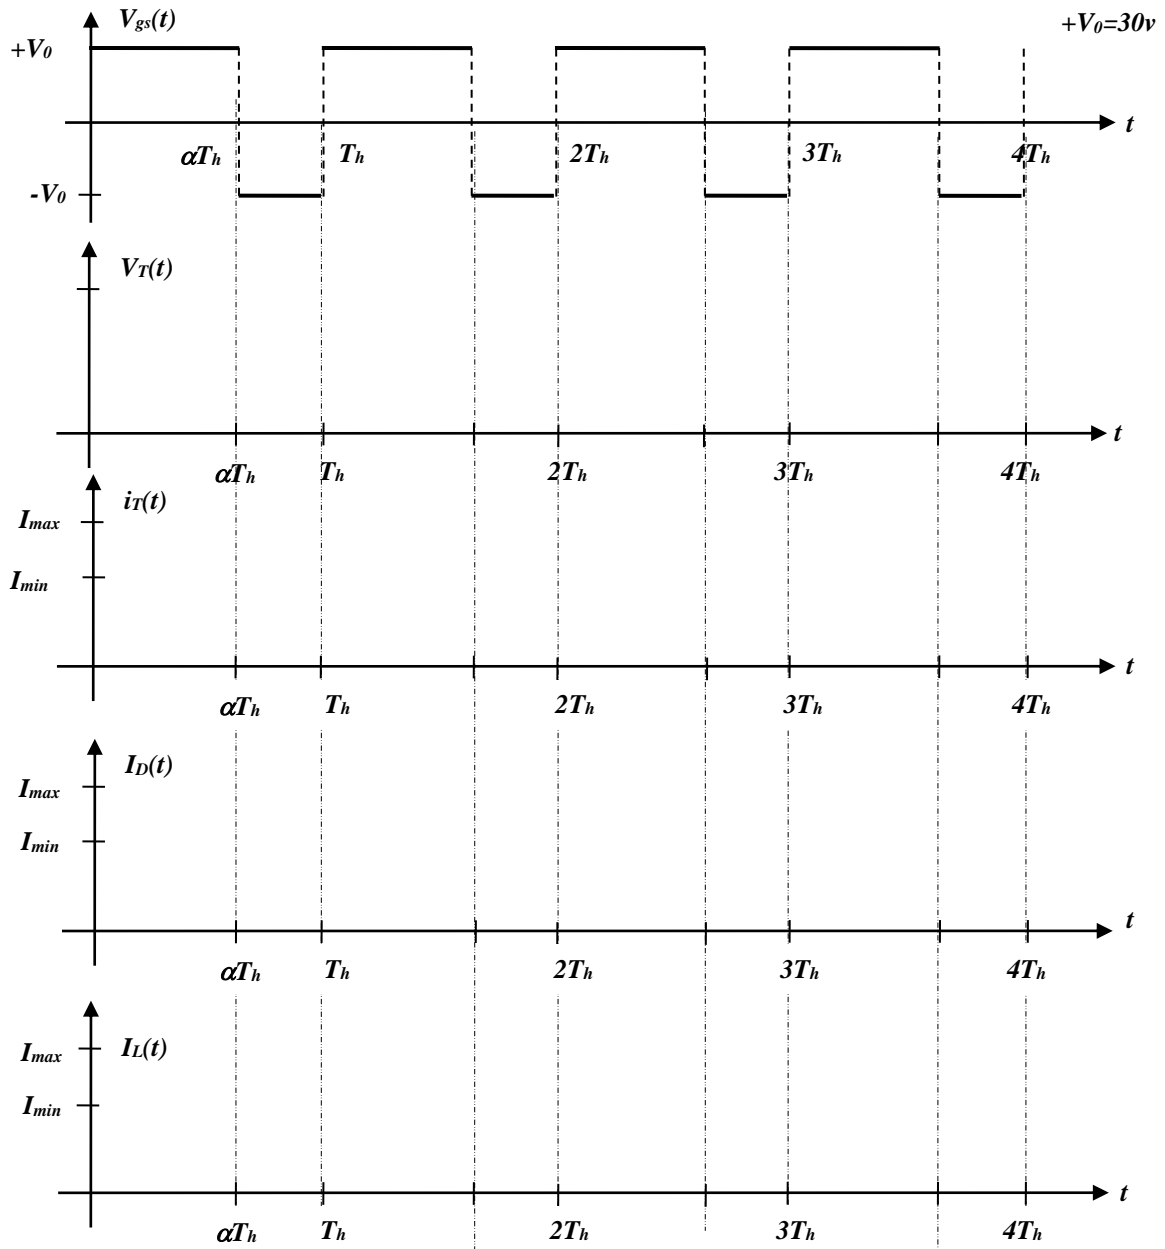 Vgs(t) +V0=30v
+V0
t
αTh Th 2Th 3Th 4Th
-V0
VT(t)
t
αTh Th 2Th 3Th 4Th
iT(t)
Imax
Imin
t
αTh Th 2Th 3Th 4Th
ID(t)
Imax
Imin
t
αTh Th 2Th 3Th 4Th
IL(t)
Imax
Imin
t
αTh Th 2Th 3Th 4Th